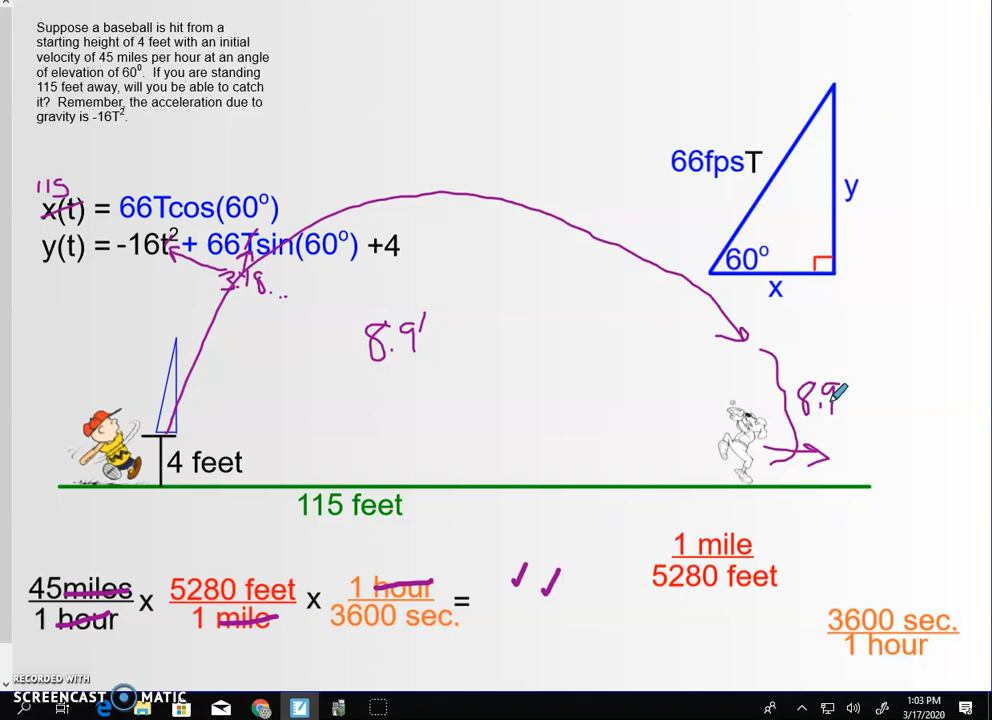 Suppose a baseball is hit from a
starting height of 4 feet with an initial
velocity of 45 miles per hour at an angle
of elevation of 60⁰. If you are standing
115 feet away, will you be able to catch
it? Remember, the acceleration due to
gravity is -16T².
115
x(t) = 66Tcos(60⁰)
y(t) = -16t² + 66Tsin(60⁰) +4
3.48...
66fpsT
y
60⁰
x
8.9'
8.9
4 feet
115 feet
1 mile
5280 feet
45miles x 5280 feet x 1 hour =
1 hour 1 mile 3600 sec.
3600 sec.
1 hour
RECORDED WITH
SCREENCAST MATIC
1:03 PM
3/17/2020